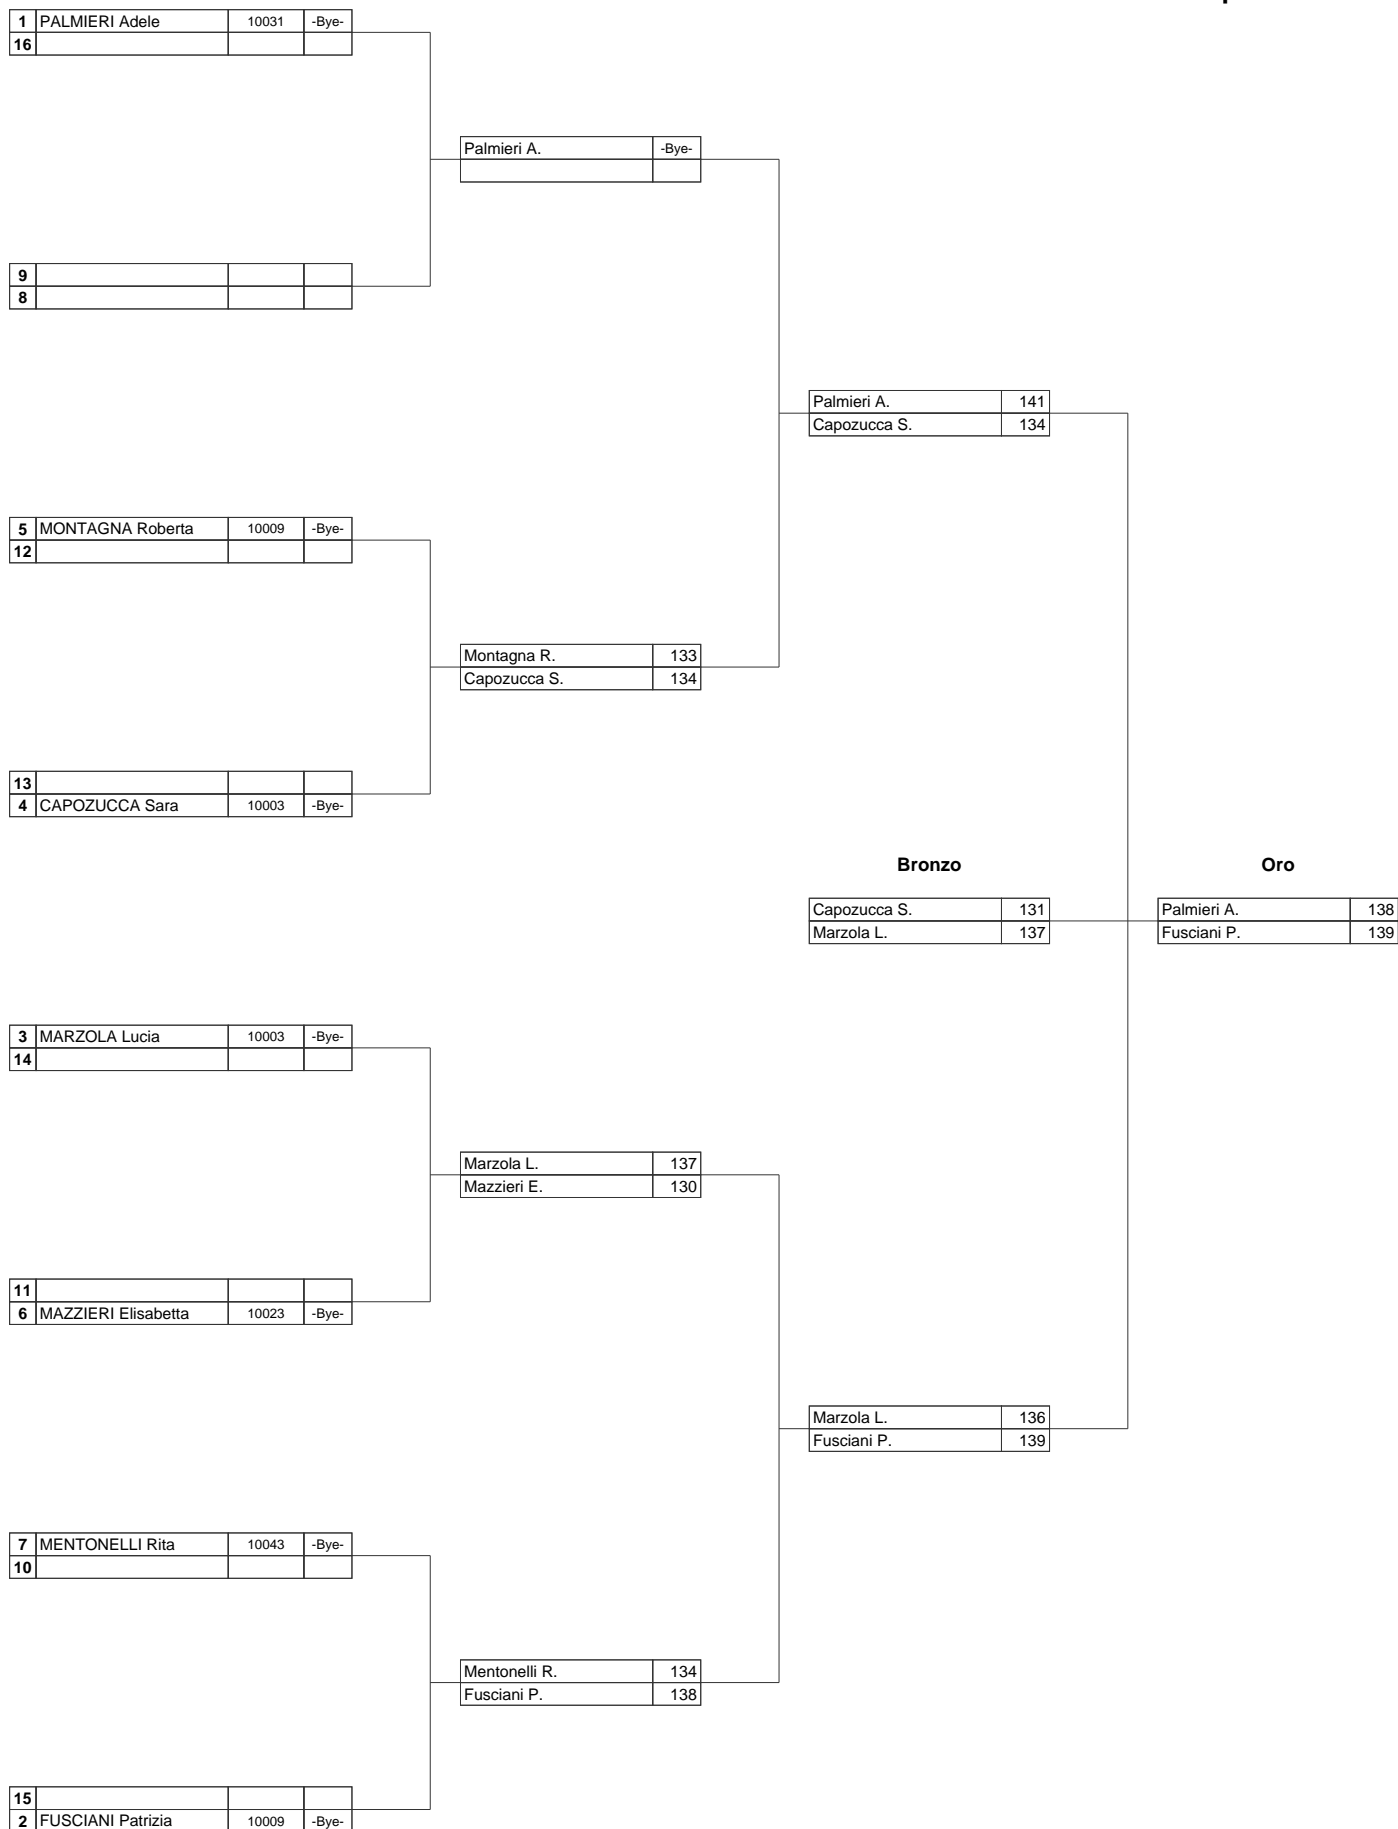 1 PALMIERI Adele 10031 -Bye-
16
Palmieri A. -Bye-
9
8
Palmieri A. 141
Capozucca S. 134
5 MONTAGNA Roberta 10009 -Bye-
12
Montagna R. 133
Capozucca S. 134
13
4 CAPOZUCCA Sara 10003 -Bye-
Bronzo Oro
Capozucca S. 131 Palmieri A. 138
Marzola L. 137 Fusciani P. 139
3 MARZOLA Lucia 10003 -Bye-
14
Marzola L. 137
Mazzieri E. 130
11
6 MAZZIERI Elisabetta 10023 -Bye-
Marzola L. 136
Fusciani P. 139
7 MENTONELLI Rita 10043 -Bye-
10
Mentonelli R. 134
Fusciani P. 138
15
2 FUSCIANI Patrizia 10009 -Bye-